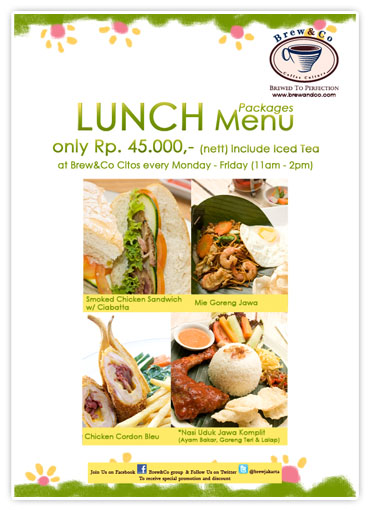 Brew & Co
Coffee Culture
BREWED TO PERFECTION
www.brewandco.com
LUNCH Packages Menu
only Rp. 45.000,- (nett) include Iced Tea
at Brew&Co Citos every Monday - Friday (11am - 2pm)
Smoked Chicken Sandwich
w/ Ciabatta
Mie Goreng Jawa
Chicken Cordon Bleu
*Nasi Uduk Jawa Komplit
(Ayam Bakar, Goreng Teri & Lalap)
Join Us on Facebook f Brew&Co group & Follow Us on Twitter @brewjakarta
To receive special promotion and discount